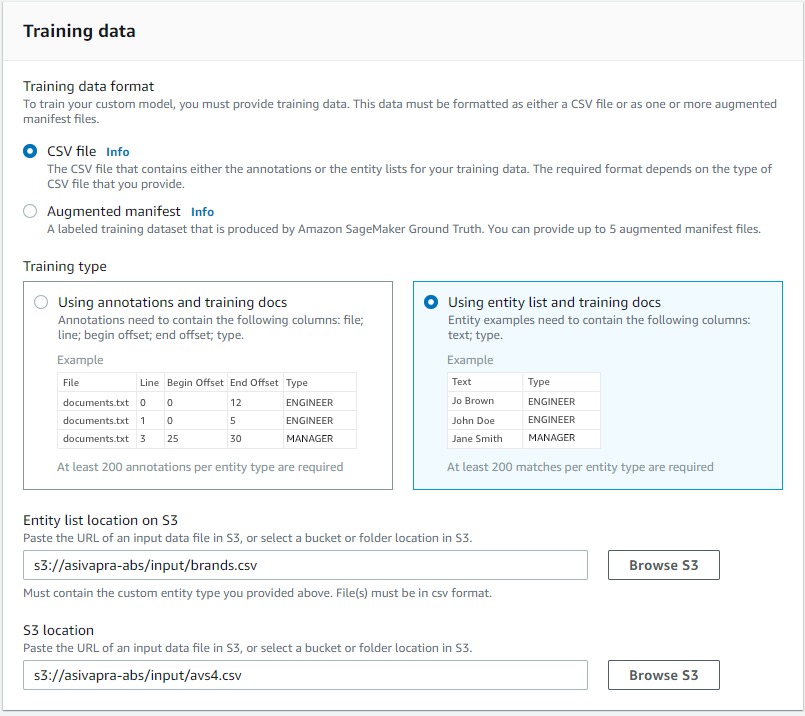 Training data
Training data format
To train your custom model, you must provide training data. This data must be formatted as either a CSV file or as one or more augmented
manifest files.
CSV file Info
The CSV file that contains either the annotations or the entity lists for your training data. The required format depends on the type of
CSV file that you provide.
Augmented manifest Info
A labeled training dataset that is produced by Amazon SageMaker Ground Truth. You can provide up to 5 augmented manifest files.
Training type
Using annotations and training docs
Annotations need to contain the following columns: file;
line; begin offset; end offset; type.
Example
File Line Begin Offset End Offset Type
documents.txt 0 0 12 ENGINEER
documents.txt 1 0 5 ENGINEER
documents.txt 3 25 30 MANAGER
At least 200 annotations per entity type are required
Using entity list and training docs
Entity examples need to contain the following columns:
text; type.
Example
Text Type
Jo Brown ENGINEER
John Doe ENGINEER
Jane Smith MANAGER
At least 200 matches per entity type are required
Entity list location on S3
Paste the URL of an input data file in S3, or select a bucket or folder location in S3.
s3://asivapra-abs/input/brands.csv Browse S3
Must contain the custom entity type you provided above. File(s) must be in csv format.
S3 location
Paste the URL of an input data file in S3, or select a bucket or folder location in S3.
s3://asivapra-abs/input/avs4.csv Browse S3